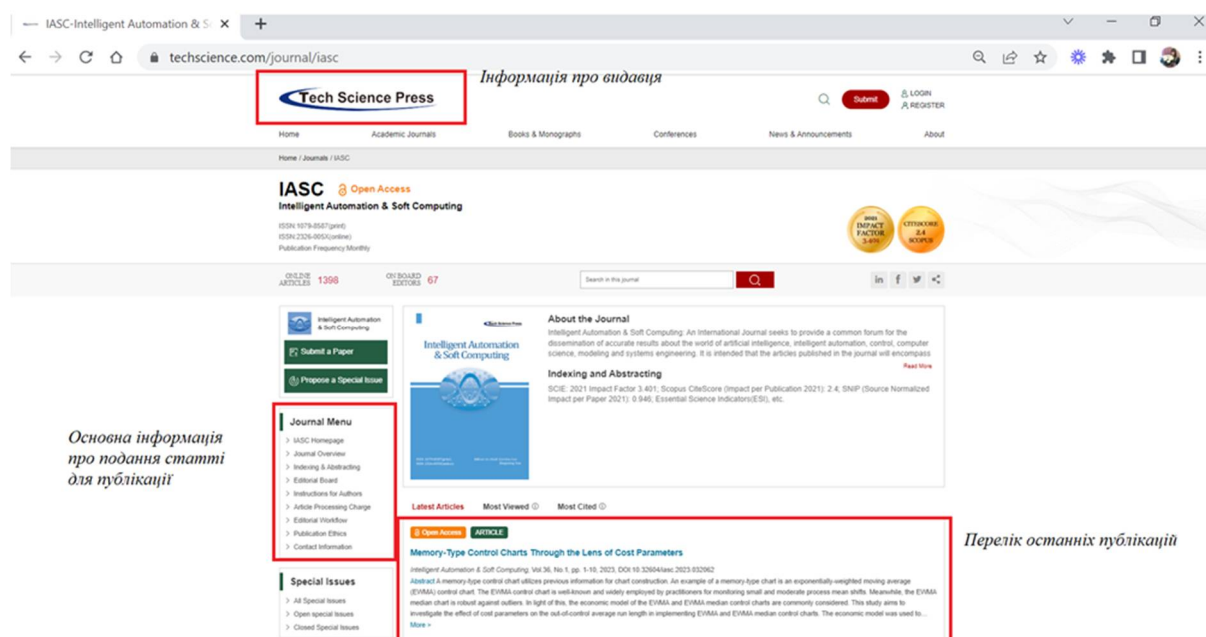 IASC-Intelligent Automation & S
techscience.com/journal/iasc
Інформація про видавця
Tech Science Press
Submit
LOGIN
REGISTER
Home Academic Journals Books & Monographs Conferences News & Announcements About
Home / Journals / IASC
IASC Open Access
Intelligent Automation & Soft Computing
ISSN:1079-8587(print)
ISSN:2326-005X(online)
Publication Frequency:Monthly
2021 IMPACT FACTOR 3.401
CITESCORE 2.4 SCOPUS
ONLINE ARTICLES 1398
ON BOARD EDITORS 67
Search in this journal
Intelligent Automation & Soft Computing
Submit a Paper
Propose a Special Issue
Tech Science Press
Intelligent Automation
& Soft Computing
About the Journal
Intelligent Automation & Soft Computing: An International Journal seeks to provide a common forum for the
dissemination of accurate results about the world of artificial intelligence, intelligent automation, control, computer
science, modeling and systems engineering. It is intended that the articles published in the journal will encompass
Read More
Indexing and Abstracting
SCIE: 2021 Impact Factor 3.401; Scopus CiteScore (Impact per Publication 2021): 2.4; SNIP (Source Normalized
Impact per Paper 2021): 0.946; Essential Science Indicators(ESI), etc.
Основна інформація
про подання статті
для публікації
Journal Menu
IASC Homepage
Journal Overview
Indexing & Abstracting
Editorial Board
Instructions for Authors
Article Processing Charge
Editorial Workflow
Publication Ethics
Contact Information
Special Issues
All Special Issues
Open special Issues
Closed Special Issues
Latest Articles Most Viewed Most Cited
Open Access ARTICLE
Memory-Type Control Charts Through the Lens of Cost Parameters
Intelligent Automation & Soft Computing, Vol.36, No.1, pp. 1-10, 2023, DOI:10.32604/iasc.2023.032062
Abstract A memory-type control chart utilizes previous information for chart construction. An example of a memory-type chart is an exponentially-weighted moving average
(EWMA) control chart. The EWMA control chart is well-known and widely employed by practitioners for monitoring small and moderate process mean shifts. Meanwhile, the EWMA
median chart is robust against outliers. In light of this, the economic model of the EWMA and EWMA median control charts are commonly considered. This study aims to
investigate the effect of cost parameters on the out-of-control average run length in implementing EWMA and EWMA median control charts. The economic model was used to…
More >
Перелік останніх публікацій